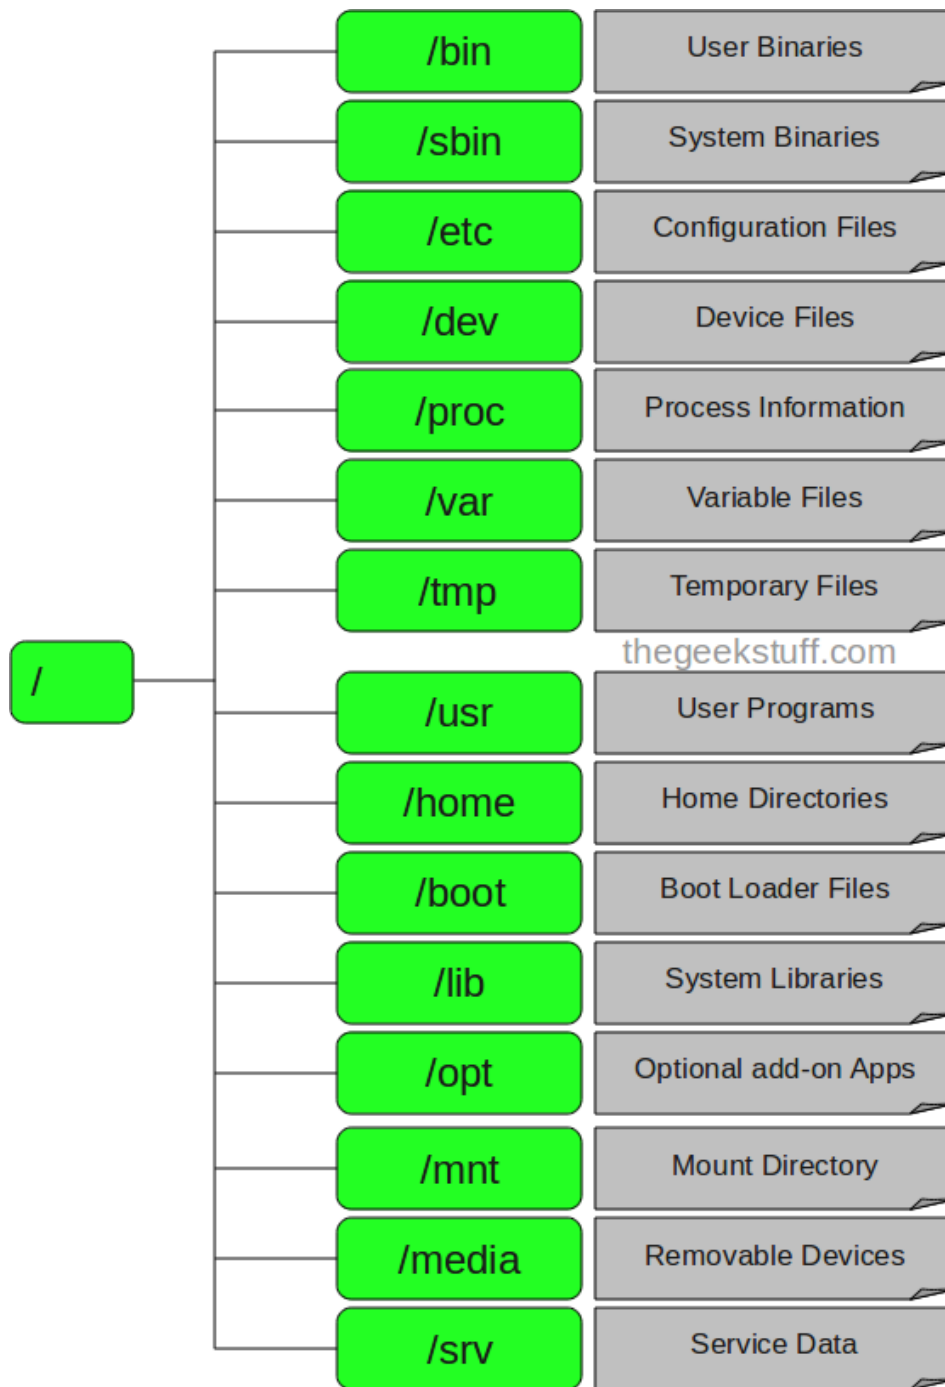 /bin User Binaries
/sbin System Binaries
/etc Configuration Files
/dev Device Files
/proc Process Information
/var Variable Files
/tmp Temporary Files
thegeekstuff.com
/
/usr User Programs
/home Home Directories
/boot Boot Loader Files
/lib System Libraries
/opt Optional add-on Apps
/mnt Mount Directory
/media Removable Devices
/srv Service Data